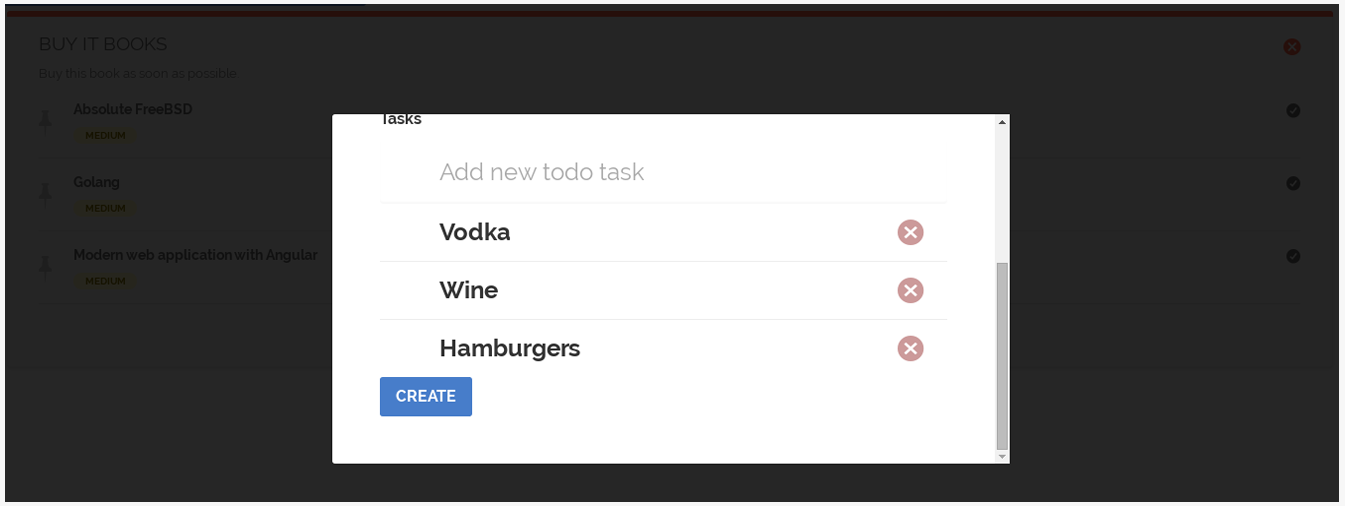 BUY IT BOOKS
Buy this book as soon as possible
Absolute FreeBSD
MEDIUM
Golang
MEDIUM
Modern web application with Angular
MEDIUM
Tasks
Add new todo task
Vodka
Wine
Hamburgers
CREATE